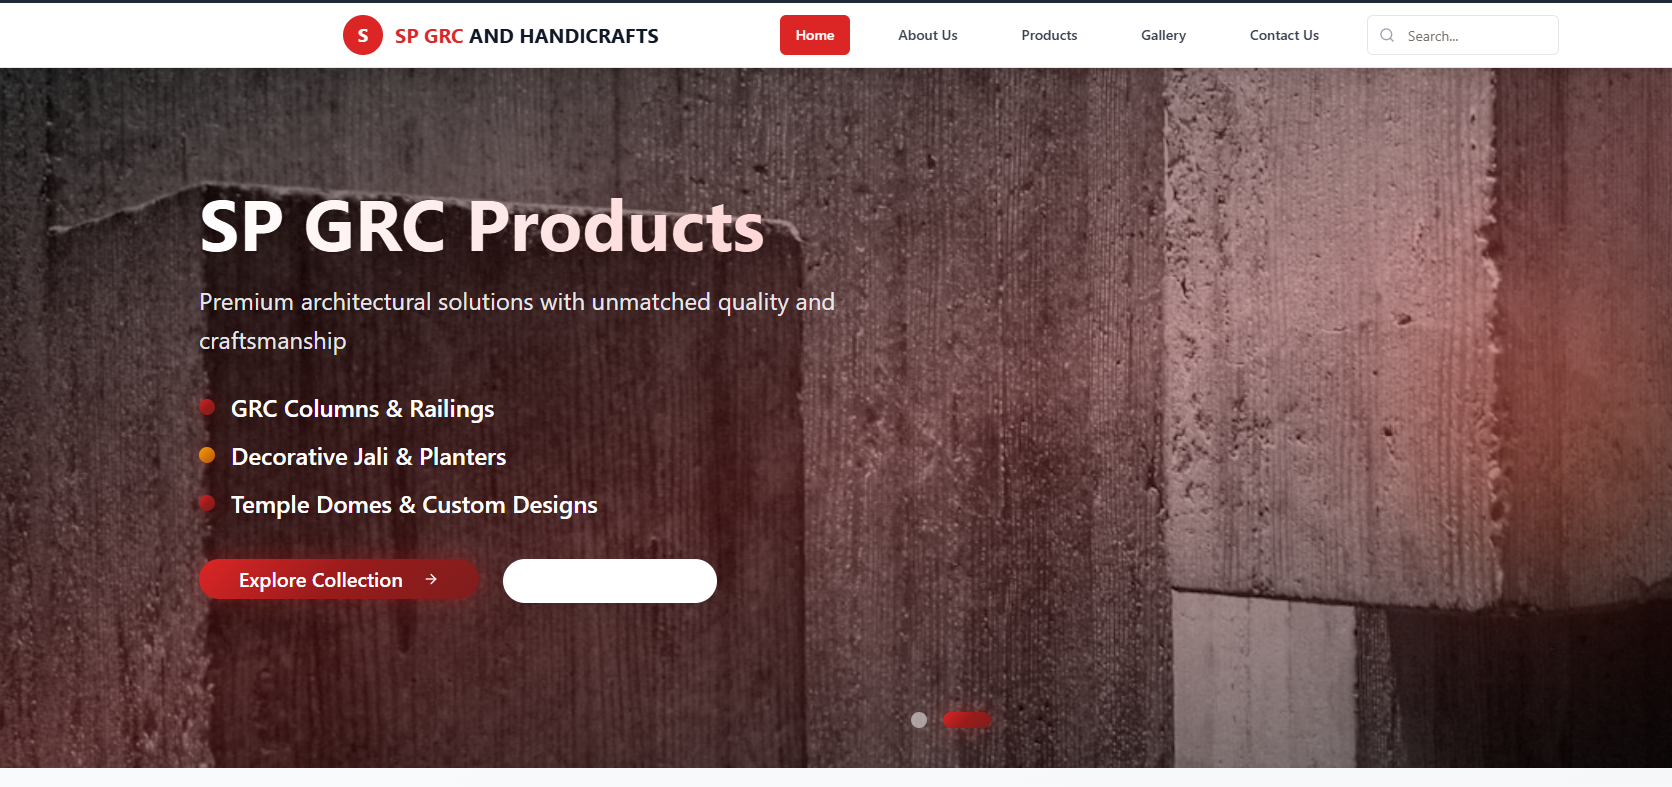 S
SP GRC AND HANDICRAFTS
Home
About Us
Products
Gallery
Contact Us
Search...
SP GRC Products
Premium architectural solutions with unmatched quality and
craftsmanship
GRC Columns & Railings
Decorative Jali & Planters
Temple Domes & Custom Designs
Explore Collection →